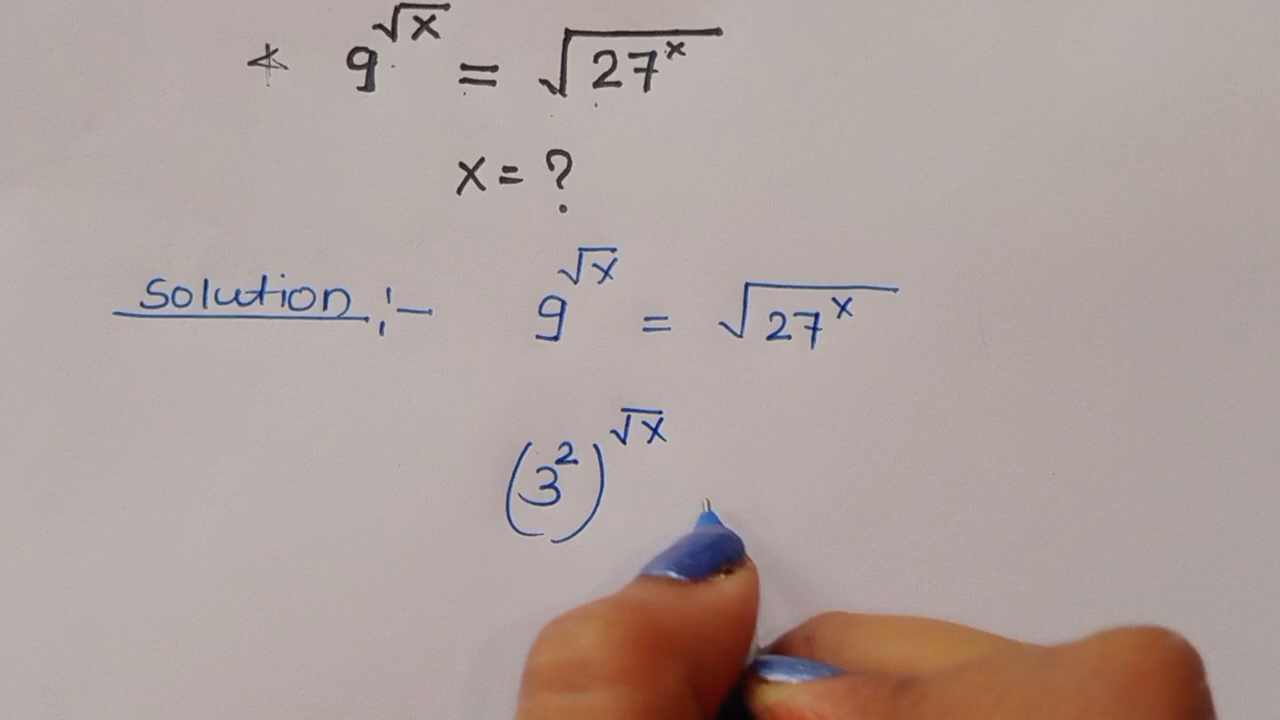 * 9^√x = √27^x
x = ?
Solution :- 9^√x = √27^x
(3^2)^√x